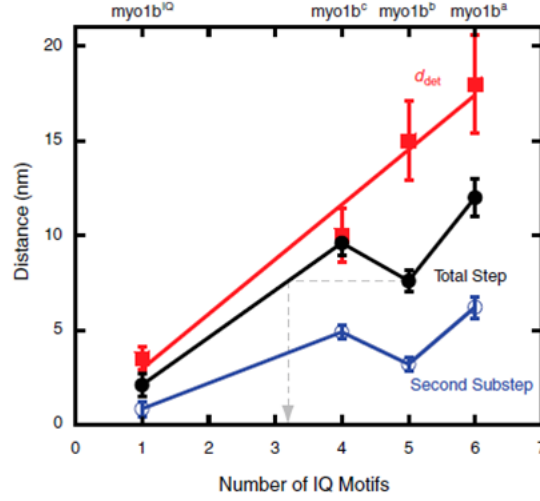 myo1b^IQ myo1b^c myo1b^b myo1b^a
20
15
10
5
0
Distance (nm)
d_det
Total Step
Second Substep
0 1 2 3 4 5 6 7
Number of IQ Motifs